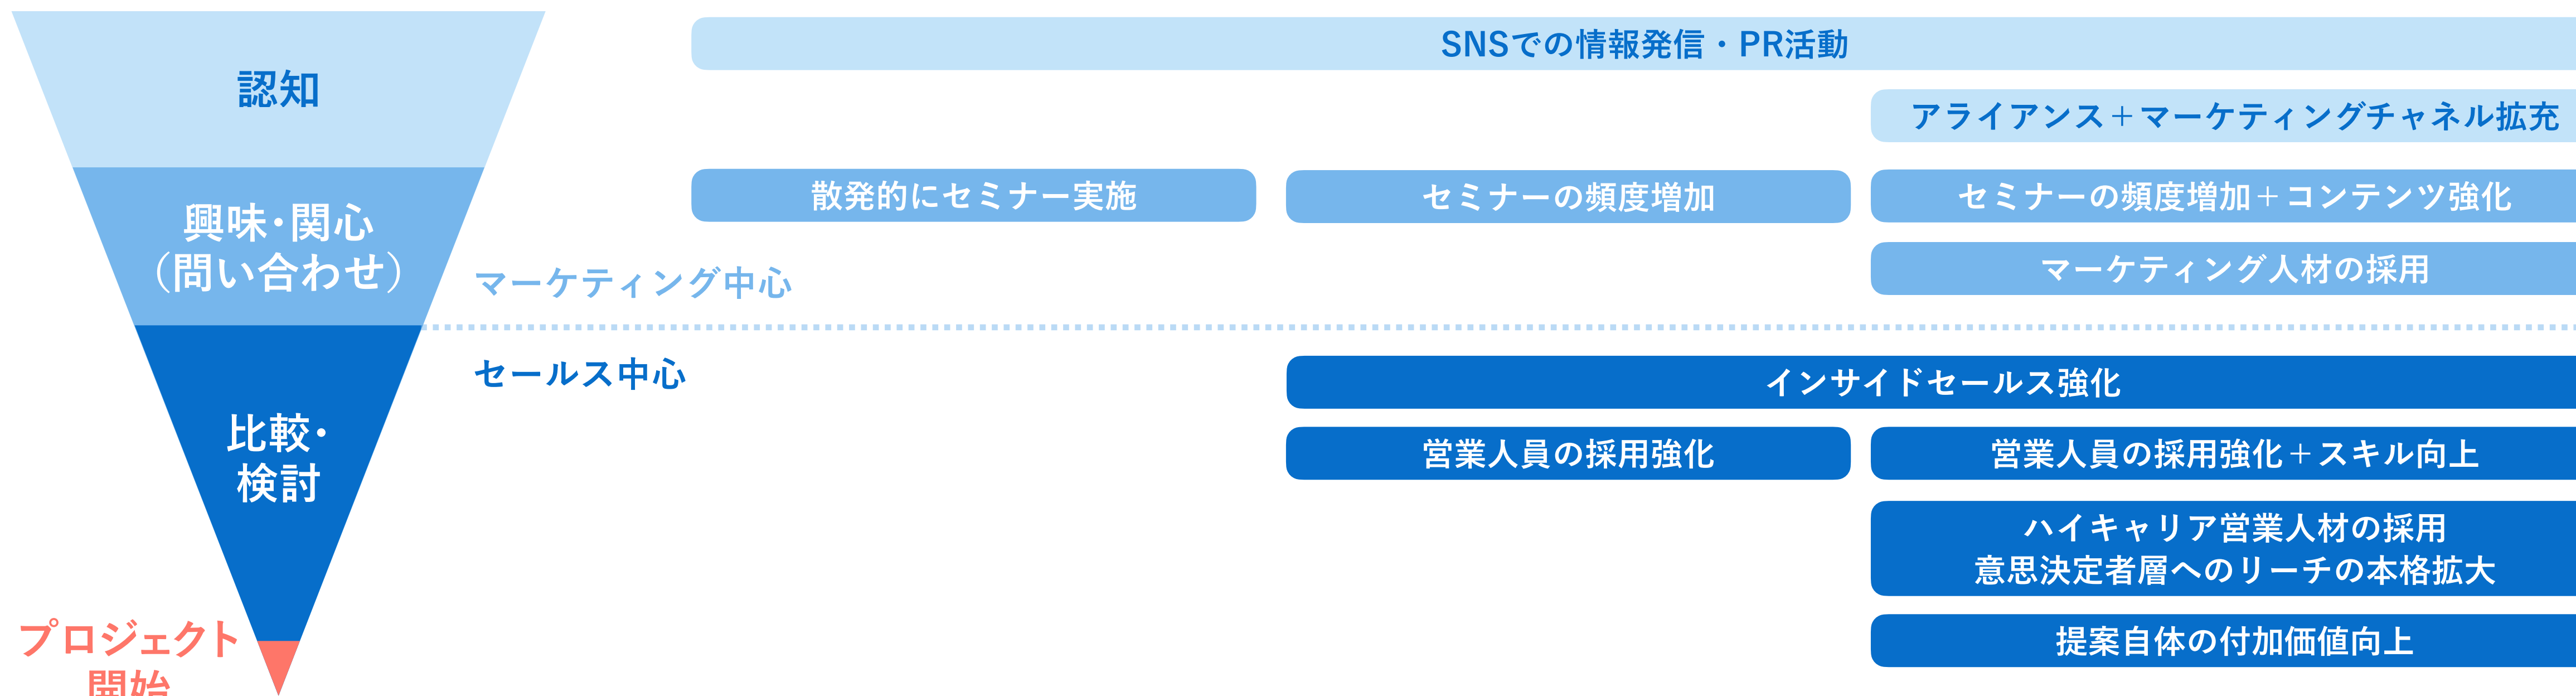 認知
興味・関心
（問い合わせ）
比較・
検討
プロジェクト
開始
マーケティング中心
セールス中心
SNSでの情報発信・PR活動
アライアンス＋マーケティングチャネル拡充
散発的にセミナー実施
セミナーの頻度増加
セミナーの頻度増加＋コンテンツ強化
マーケティング人材の採用
インサイドセールス強化
営業人員の採用強化
営業人員の採用強化＋スキル向上
ハイキャリア営業人材の採用
意思決定者層へのリーチの本格拡大
提案自体の付加価値向上